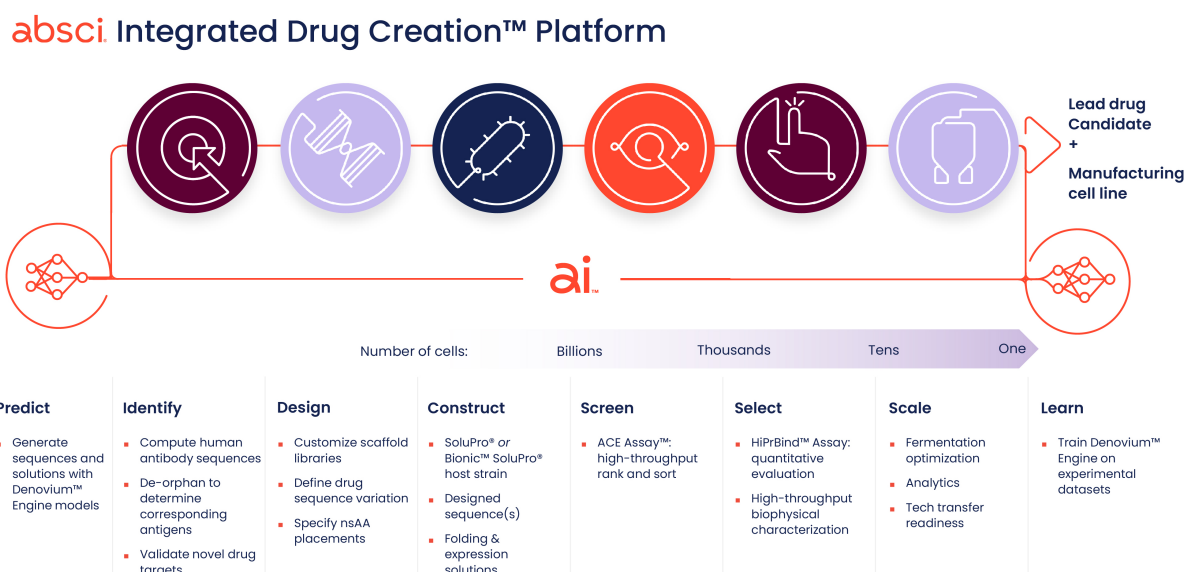 absci Integrated Drug Creation™ Platform
Lead drug
Candidate
+
Manufacturing
cell line
ai™
Number of cells: Billions Thousands Tens One
Predict
Generate
sequences and
solutions with
Denovium™
Engine models
Identify
Compute human
antibody sequences
De-orphan to
determine
corresponding
antigens
Validate novel drug
targets
Design
Customize scaffold
libraries
Define drug
sequence variation
Specify nsAA
placements
Construct
SoluPro® or
Bionic™ SoluPro®
host strain
Designed
sequence(s)
Folding &
expression
solutions
Screen
ACE Assay™:
high-throughput
rank and sort
Select
HiPrBind™ Assay:
quantitative
evaluation
High-throughput
biophysical
characterization
Scale
Fermentation
optimization
Analytics
Tech transfer
readiness
Learn
Train Denovium™
Engine on
experimental
datasets